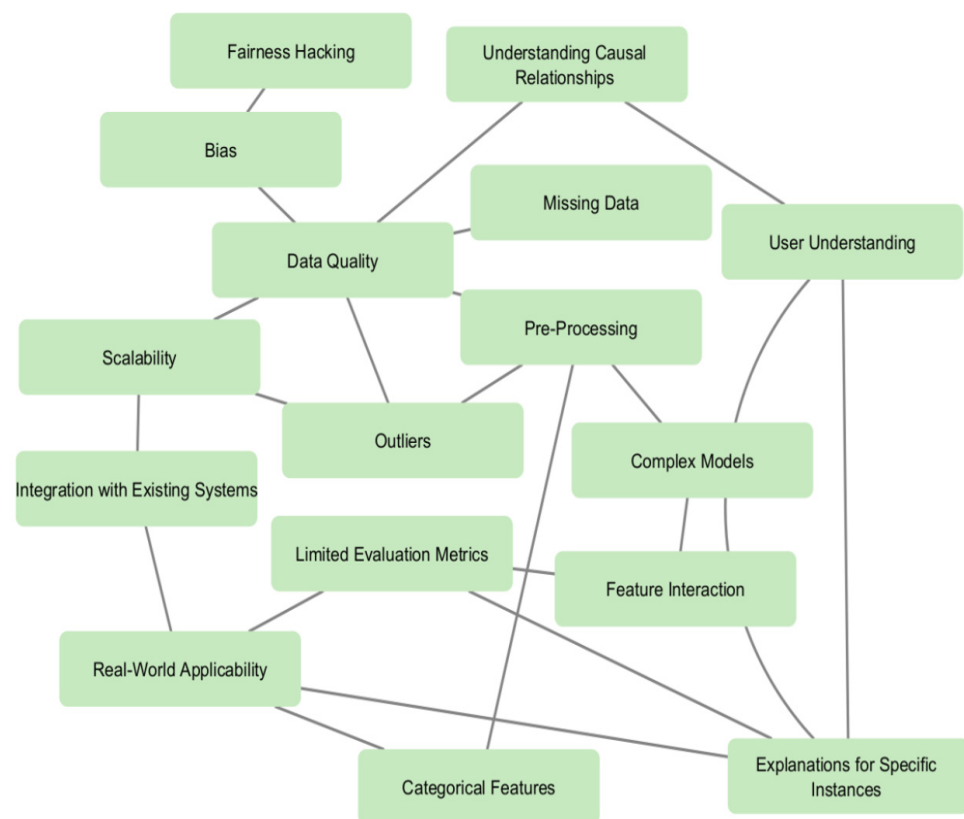 Fairness Hacking
Understanding Causal
Relationships
Bias
Missing Data
User Understanding
Data Quality
Pre-Processing
Scalability
Outliers
Complex Models
Integration with Existing Systems
Limited Evaluation Metrics
Feature Interaction
Real-World Applicability
Explanations for Specific
Instances
Categorical Features